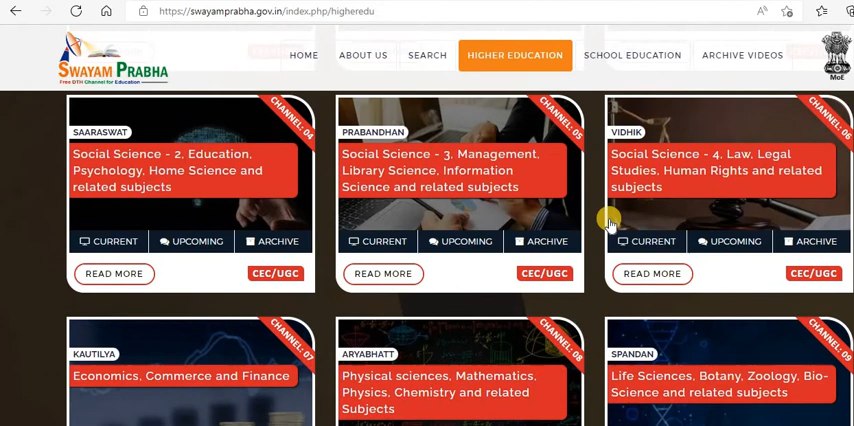 https://swayamprabha.gov.in/index.php/higheredu
SWAYAM PRABHA
Free DTH Channel for Education
HOME
ABOUT US
SEARCH
HIGHER EDUCATION
SCHOOL EDUCATION
ARCHIVE VIDEOS
MoE
CHANNEL: 04
SAARASWAT
Social Science - 2, Education,
Psychology, Home Science and
related subjects
CURRENT
UPCOMING
ARCHIVE
READ MORE
CEC/UGC
CHANNEL: 05
PRABANDHAN
Social Science - 3, Management,
Library Science, Information
Science and related subjects
CURRENT
UPCOMING
ARCHIVE
READ MORE
CEC/UGC
CHANNEL: 06
VIDHIK
Social Science - 4, Law, Legal
Studies, Human Rights and related
subjects
CURRENT
UPCOMING
ARCHIVE
READ MORE
CEC/UGC
CHANNEL: 07
KAUTILYA
Economics, Commerce and Finance
CHANNEL: 08
ARYABHATT
Physical sciences, Mathematics,
Physics, Chemistry and related
Subjects
CHANNEL: 09
SPANDAN
Life Sciences, Botany, Zoology, Bio-
Science and related subjects